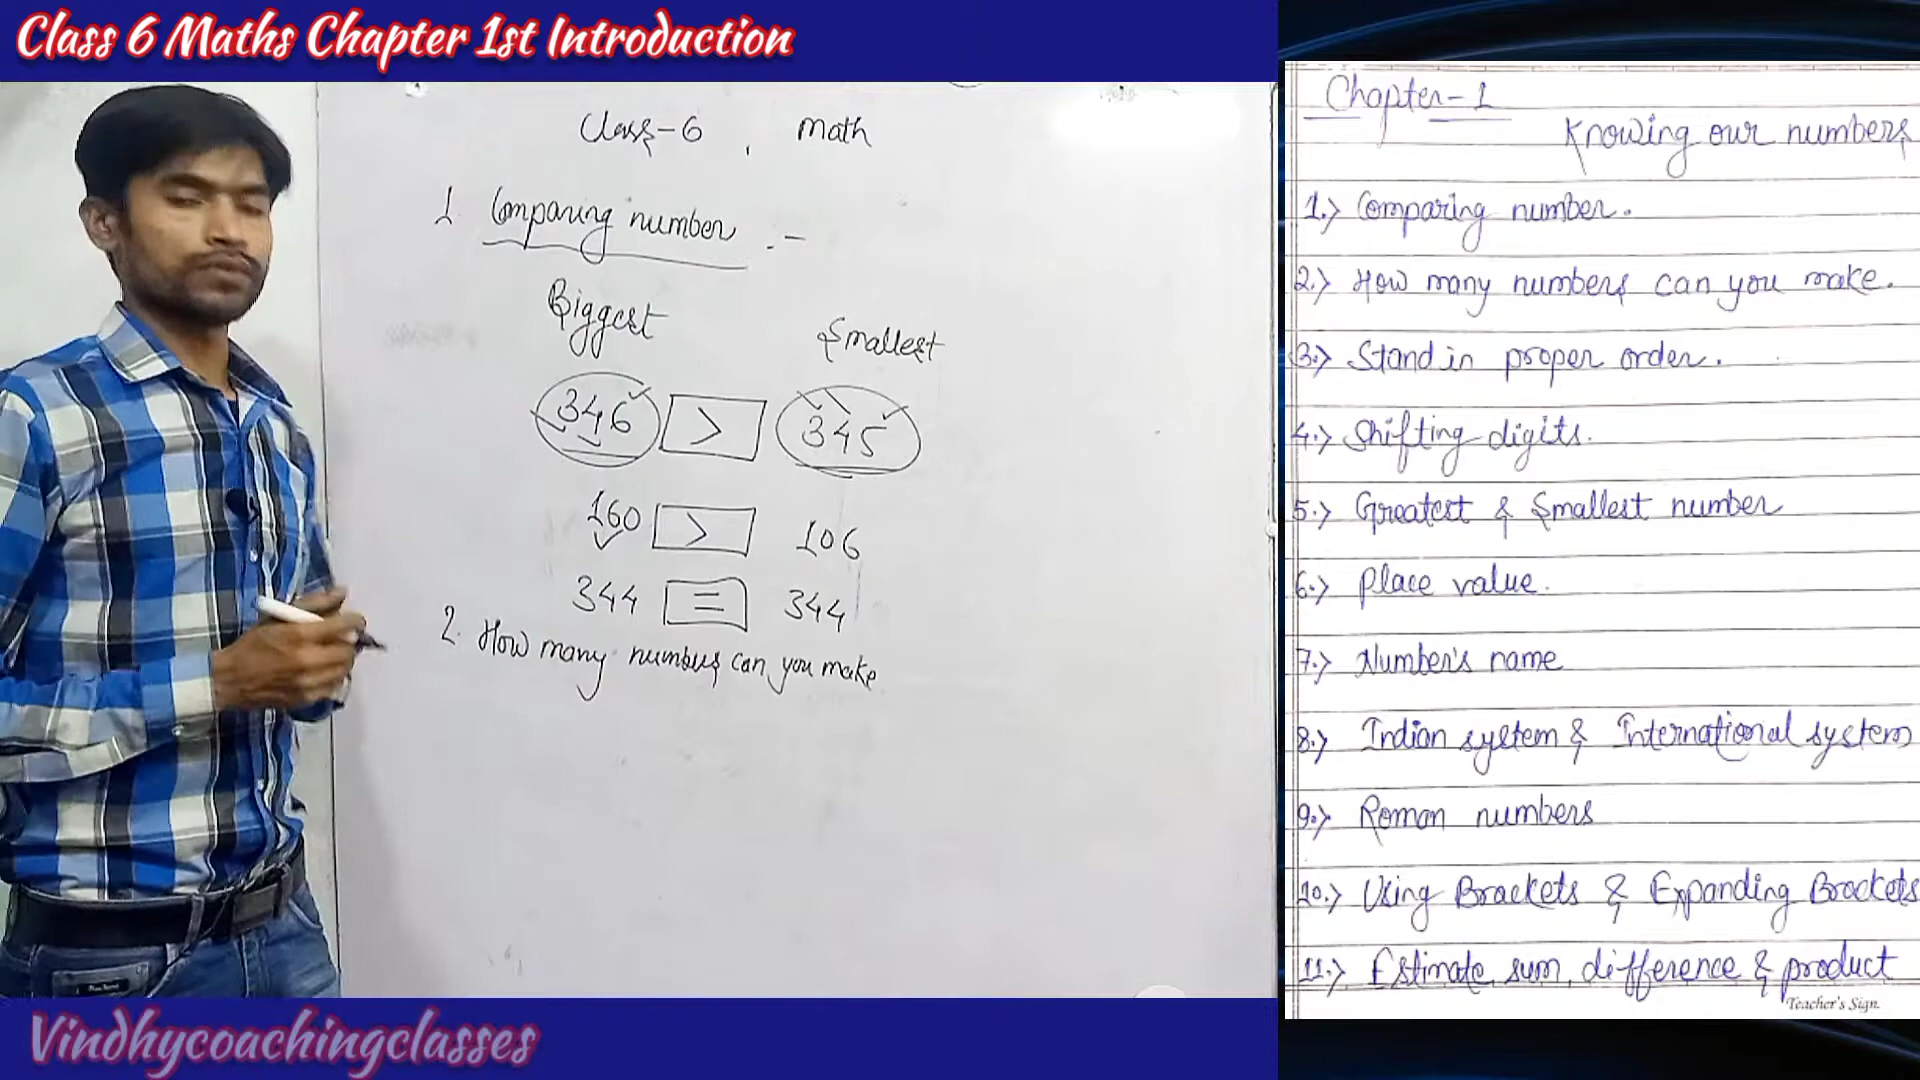 Class 6 Maths Chapter 1st Introduction
Class-6, math
1. Comparing number :-
Biggest Smallest
346 > 345
160 > 106
344 = 344
2. How many numbers can you make
Vindhycoachingclasses
Chapter-1
Knowing our numbers
1.> Comparing number.
2.> How many numbers can you make.
3.> Stand in proper order.
4.> Shifting digits.
5.> Greatest & Smallest number
6.> Place value.
7.> Number's name
8.> Indian system & International system
9.> Roman numbers
10.> Using Brackets & Expanding Brackets
11.> Estimate sum, difference & product
Teacher's Sign.